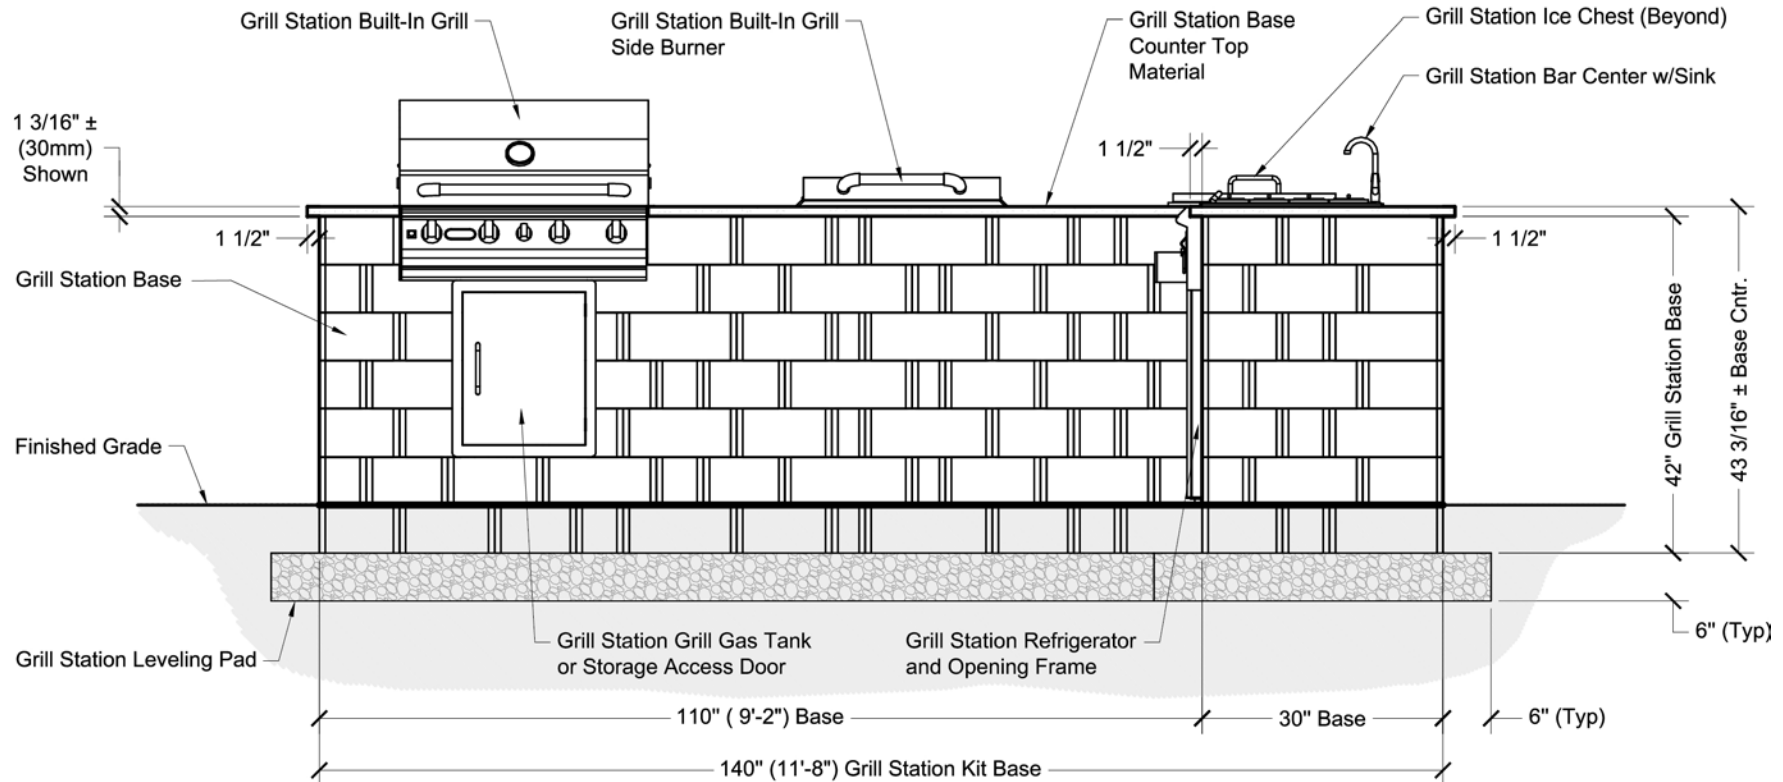 Grill Station Built-In Grill
Grill Station Built-In Grill
Side Burner
Grill Station Base
Counter Top
Material
Grill Station Ice Chest (Beyond)
Grill Station Bar Center w/Sink
1 3/16" ±
(30mm)
Shown
1 1/2"
1 1/2"
1 1/2"
Grill Station Base
42" Grill Station Base
43 3/16" ± Base Cntr.
Finished Grade
Grill Station Leveling Pad
Grill Station Grill Gas Tank
or Storage Access Door
Grill Station Refrigerator
and Opening Frame
6" (Typ)
110" ( 9'-2") Base
30" Base
6" (Typ)
140" (11'-8") Grill Station Kit Base